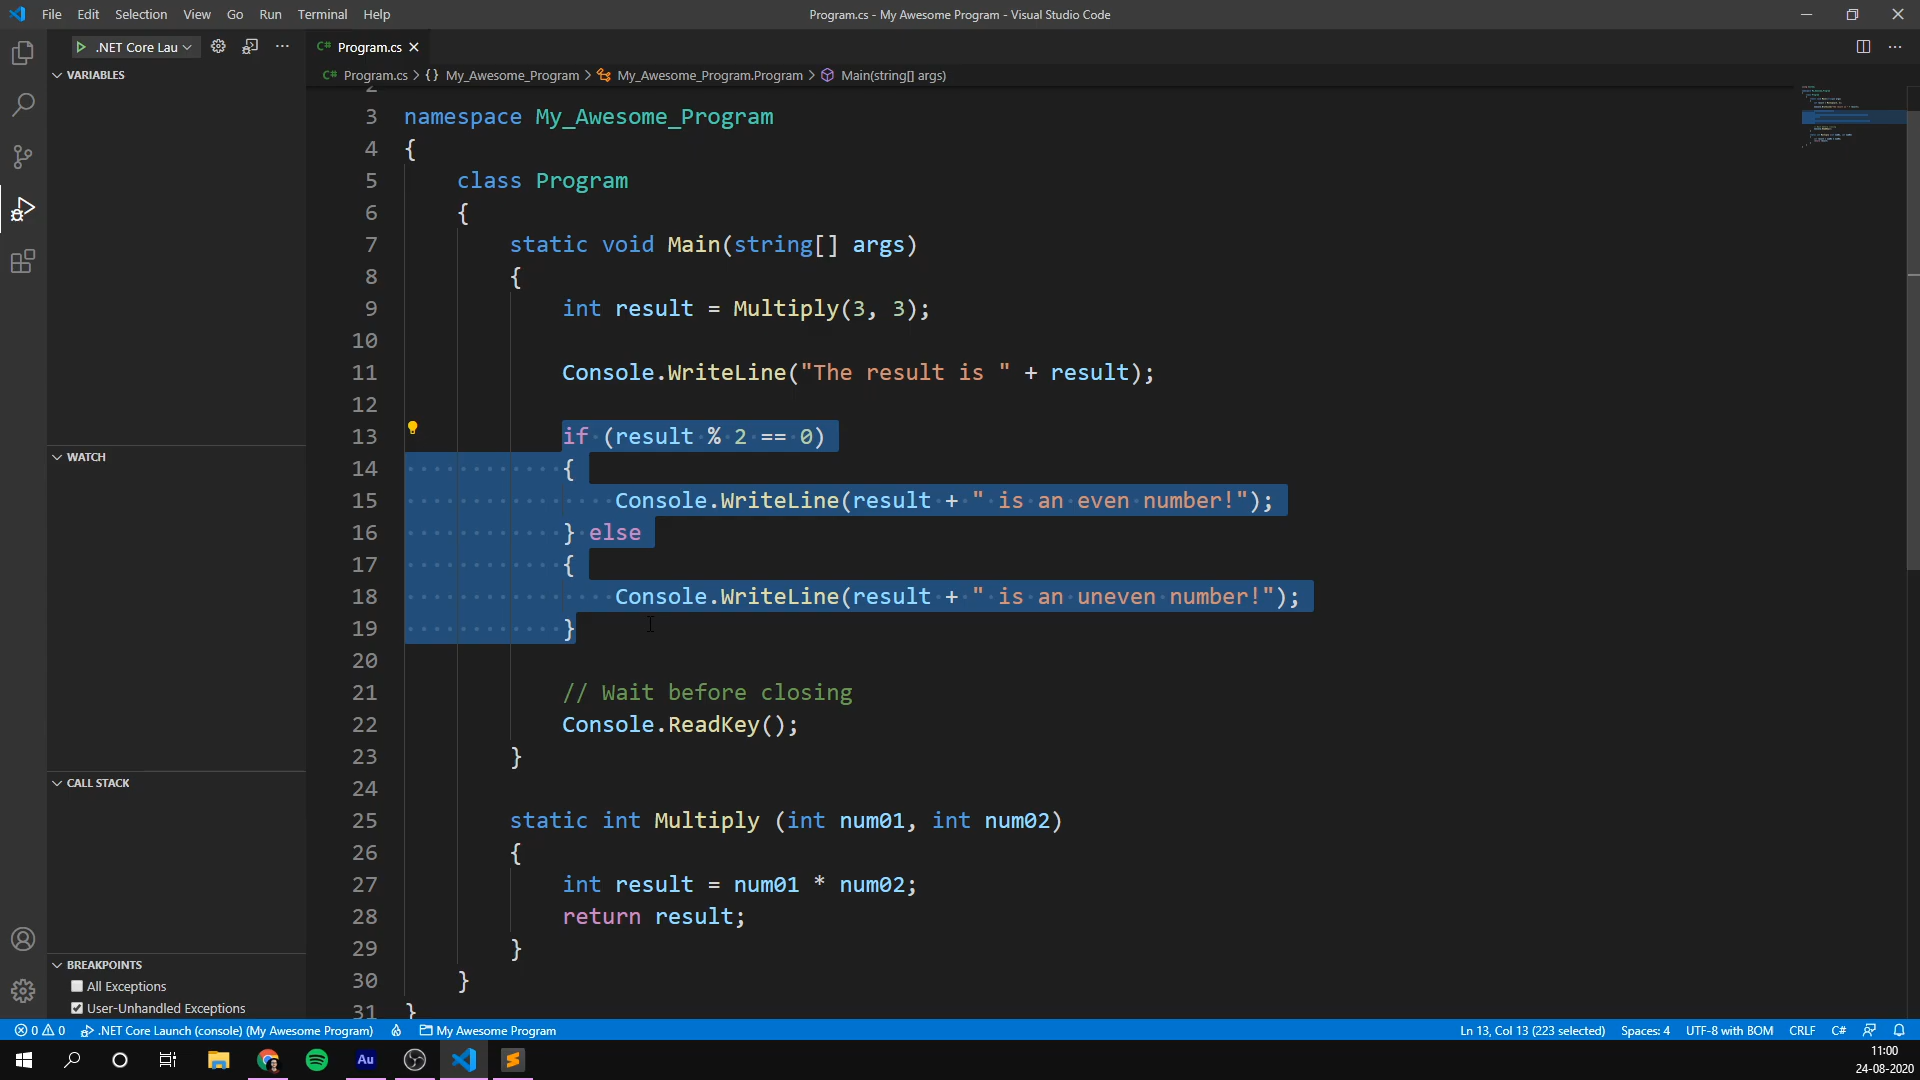 File Edit Selection View Go Run Terminal Help
Program.cs - My Awesome Program - Visual Studio Code
.NET Core Lau
C# Program.cs
VARIABLES
C# Program.cs > {} My_Awesome_Program > My_Awesome_Program.Program > Main(string[] args)
2
3 namespace My_Awesome_Program
4 {
5 class Program
6 {
7 static void Main(string[] args)
8 {
9 int result = Multiply(3, 3);
10
11 Console.WriteLine("The result is " + result);
12
13 if (result % 2 == 0)
14 {
15 Console.WriteLine(result + " is an even number!");
16 } else
17 {
18 Console.WriteLine(result + " is an uneven number!");
19 }
20
21 // Wait before closing
22 Console.ReadKey();
23 }
24
25 static int Multiply (int num01, int num02)
26 {
27 int result = num01 * num02;
28 return result;
29 }
30 }
31 }
WATCH
CALL STACK
BREAKPOINTS
All Exceptions
User-Unhandled Exceptions
0 0 .NET Core Launch (console) (My Awesome Program) My Awesome Program
Ln 13, Col 13 (223 selected) Spaces: 4 UTF-8 with BOM CRLF C#
Au
11:00
24-08-2020